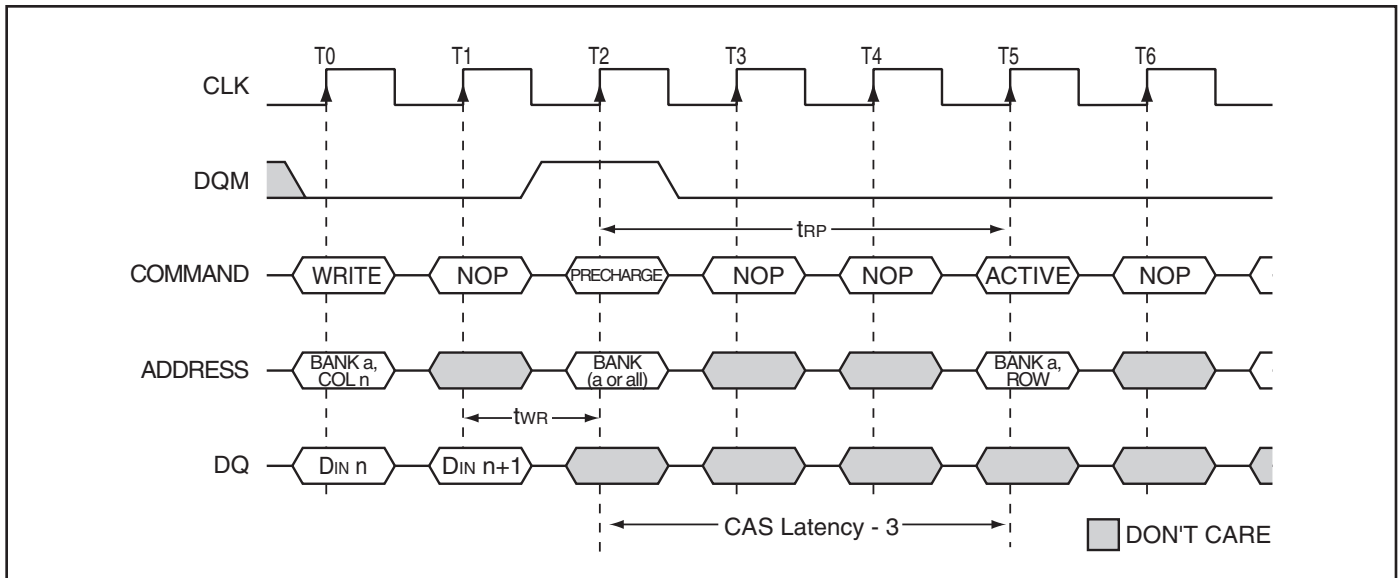 T0 T1 T2 T3 T4 T5 T6
CLK
DQM
tRP
COMMAND WRITE NOP PRECHARGE NOP NOP ACTIVE NOP
ADDRESS BANK a, COL n BANK (a or all) BANK a, ROW
tWR
DQ DIN n DIN n+1
CAS Latency - 3
DON'T CARE